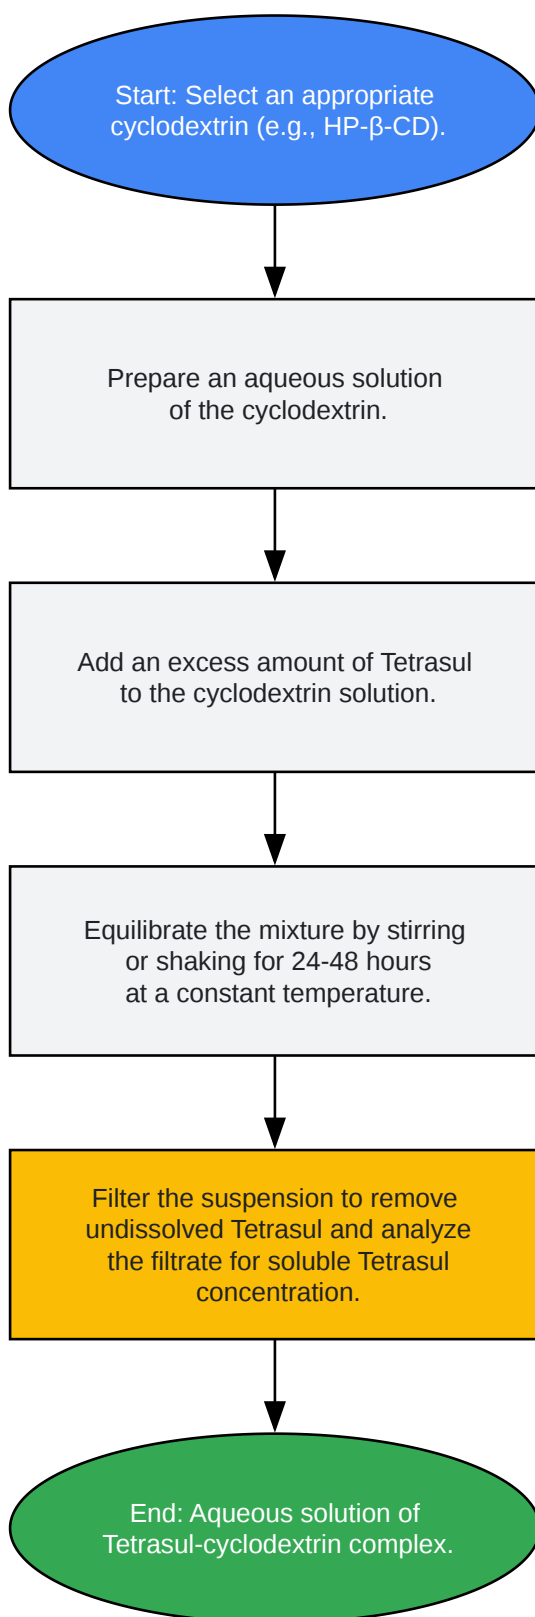 Start: Select an appropriate
cyclodextrin (e.g., HP-β-CD).
Prepare an aqueous solution
of the cyclodextrin.
Add an excess amount of Tetrasul
to the cyclodextrin solution.
Equilibrate the mixture by stirring
or shaking for 24-48 hours
at a constant temperature.
Filter the suspension to remove
undissolved Tetrasul and analyze
the filtrate for soluble Tetrasul
concentration.
End: Aqueous solution of
Tetrasul-cyclodextrin complex.